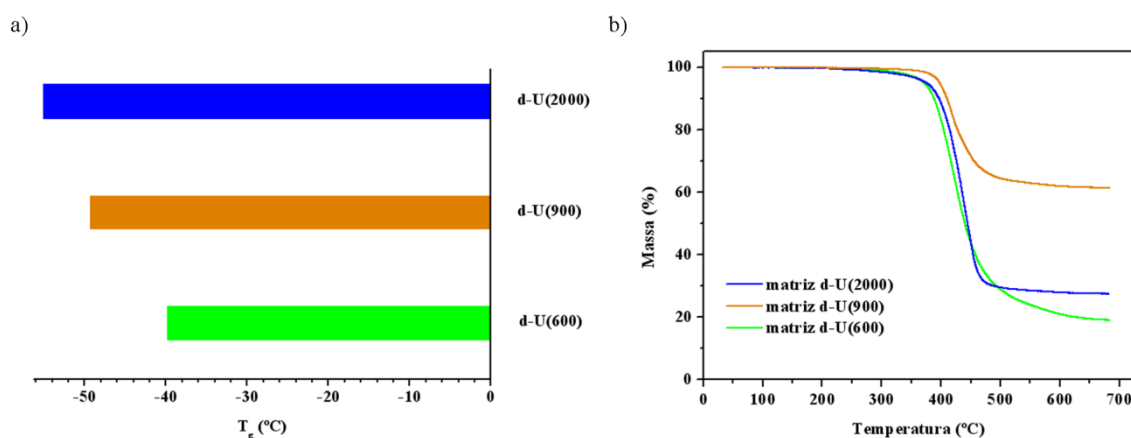 a)
d-U(2000)
d-U(900)
d-U(600)
-50 -40 -30 -20 -10 0
Tg (ºC)
b)
100
80
60
40
20
0
Massa (%)
matriz d-U(2000)
matriz d-U(900)
matriz d-U(600)
0 100 200 300 400 500 600 700
Temperatura (ºC)